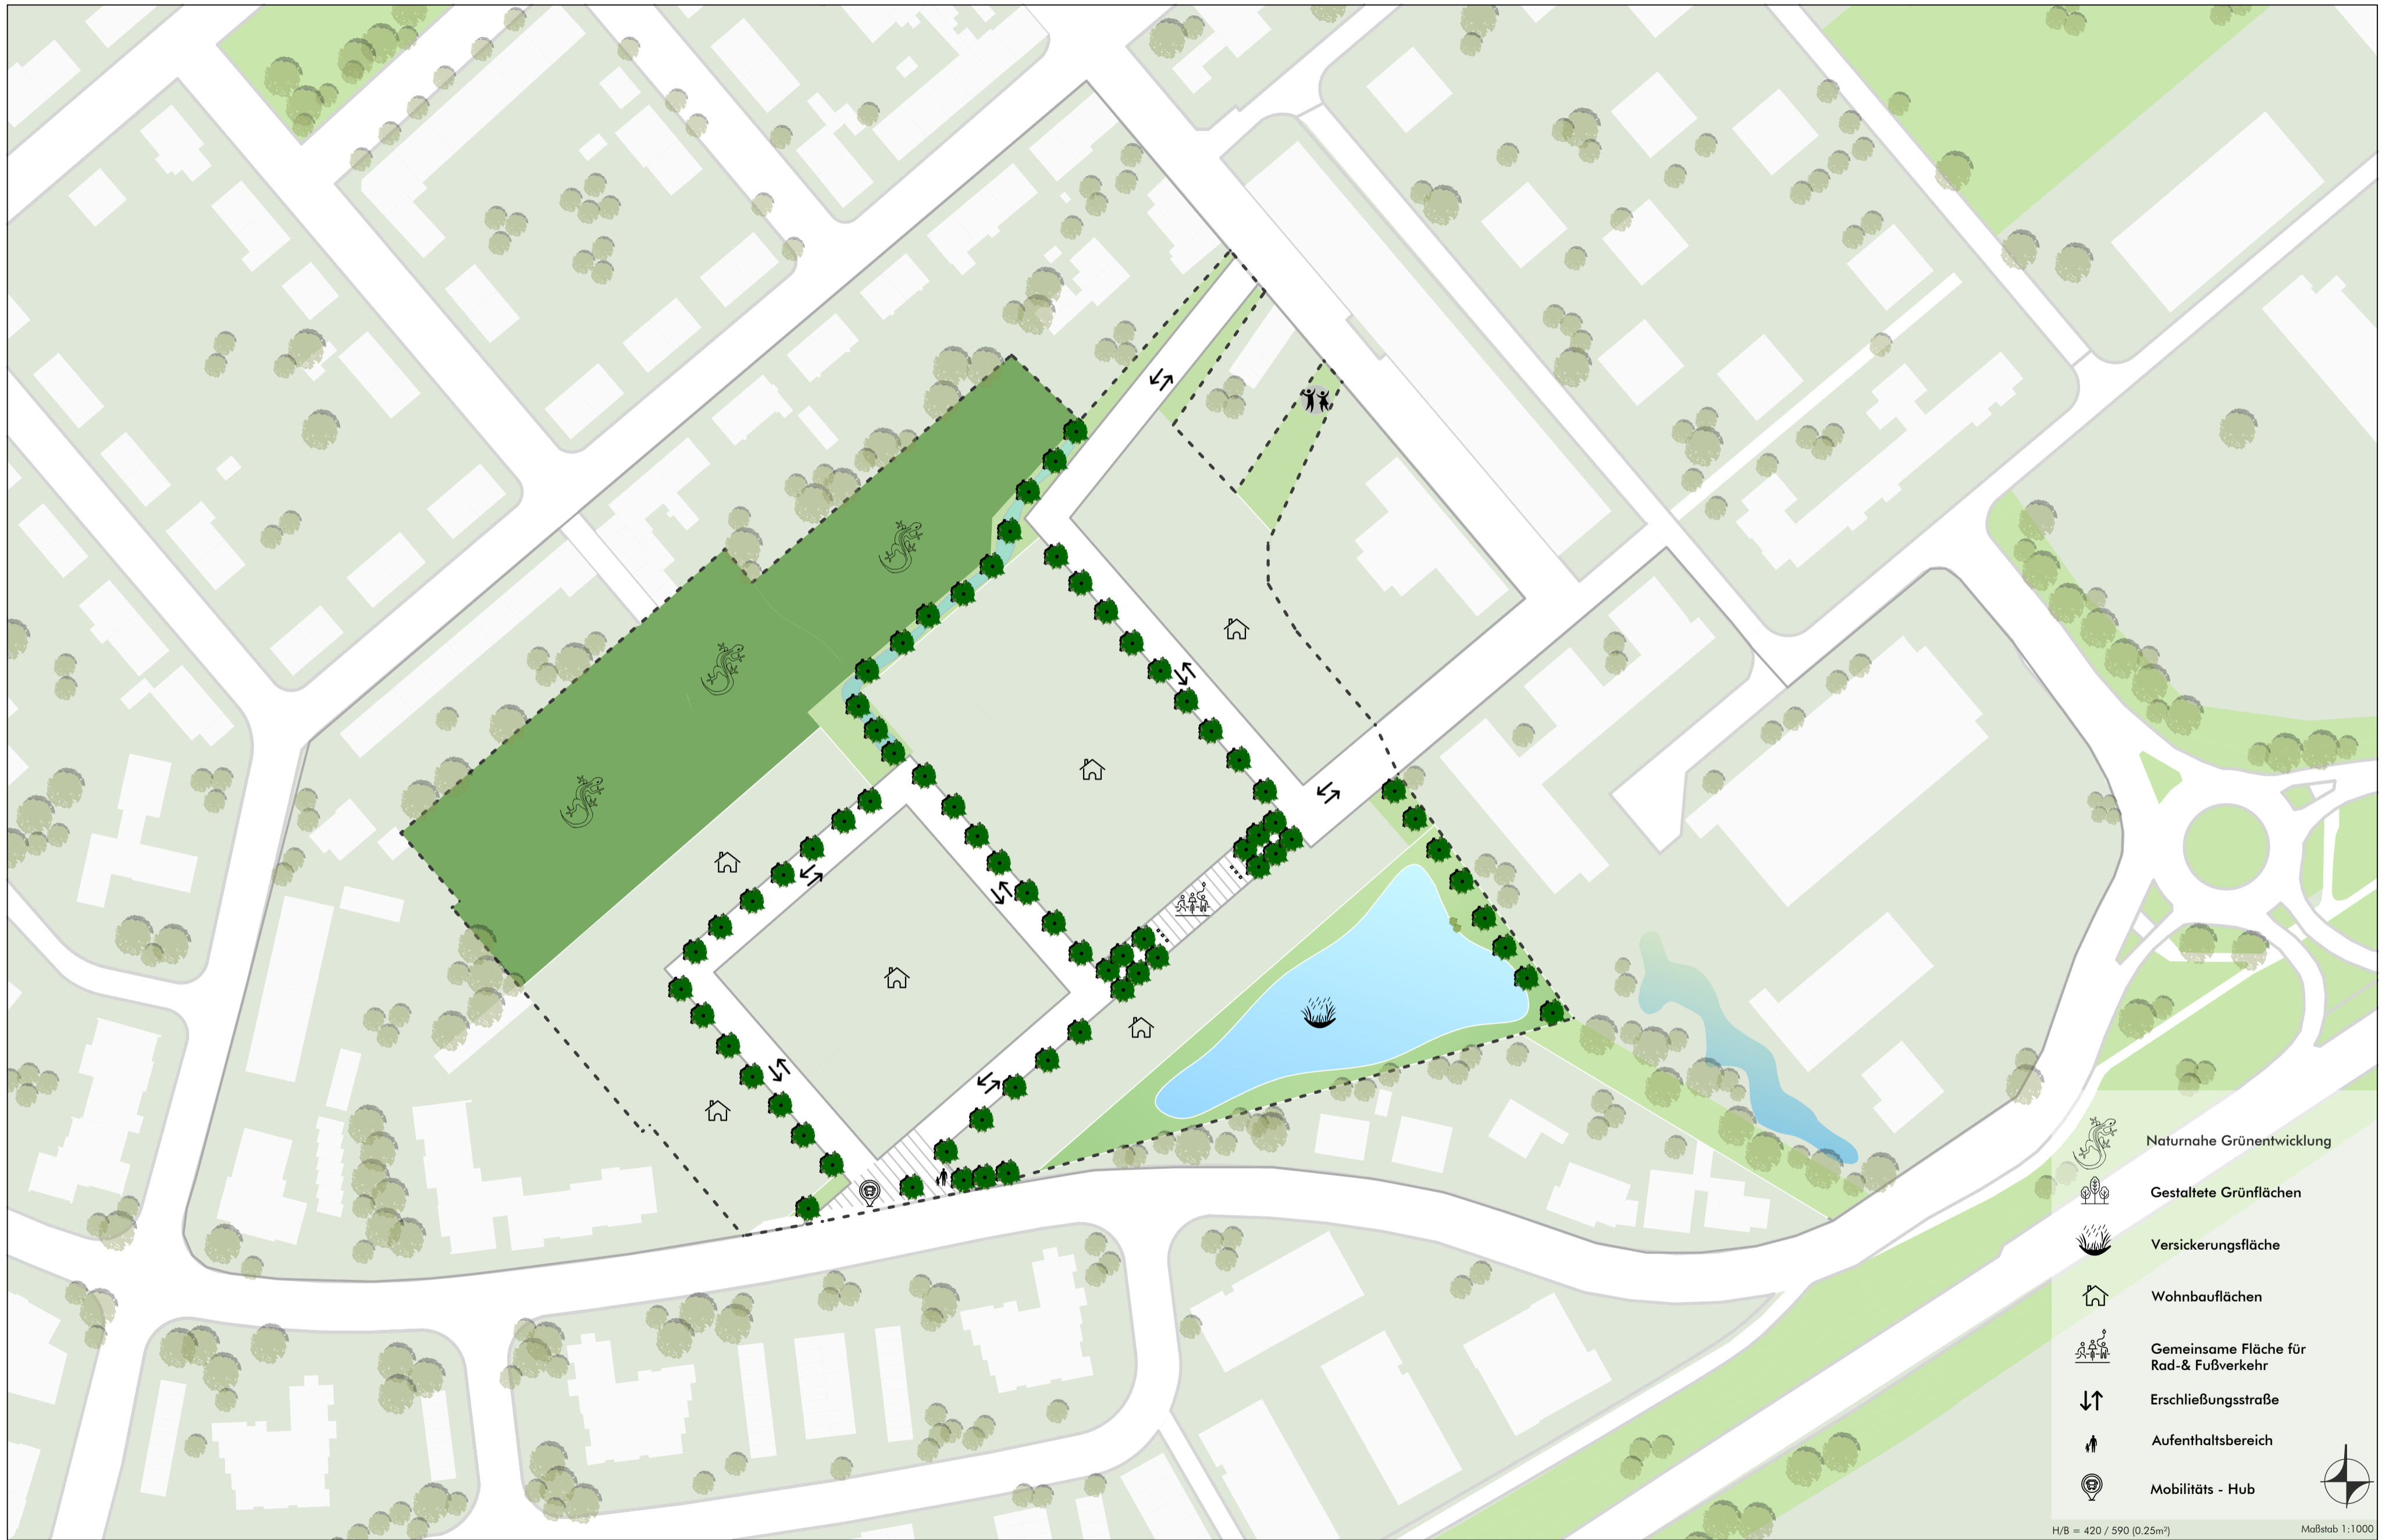 Naturnahe Grünentwicklung
Gestaltete Grünflächen
Versickerungsfläche
Wohnbauflächen
Gemeinsame Fläche für
Rad-& Fußverkehr
Erschließungsstraße
Aufenthaltsbereich
Mobilitäts - Hub
H/B = 420 / 590 (0.25m²)
Maßstab 1:1000